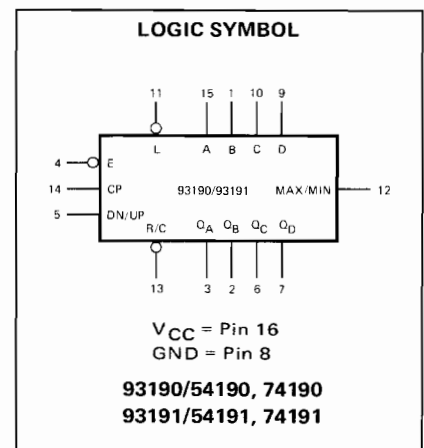 LOGIC SYMBOL
11 15 1 10 9
L A B C D
4 E
14 CP 93190/93191 MAX/MIN 12
5 DN/UP
R/C QA QB QC QD
13 3 2 6 7
VCC = Pin 16
GND = Pin 8
93190/54190, 74190
93191/54191, 74191